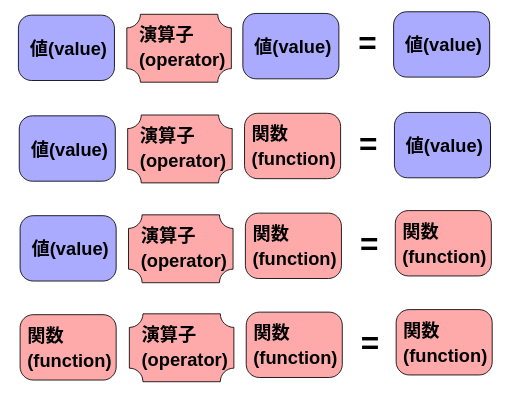 値(value) 演算子 (operator) 値(value) = 値(value)
値(value) 演算子 (operator) 関数 (function) = 値(value)
値(value) 演算子 (operator) 関数 (function) = 関数 (function)
関数 (function) 演算子 (operator) 関数 (function) = 関数 (function)